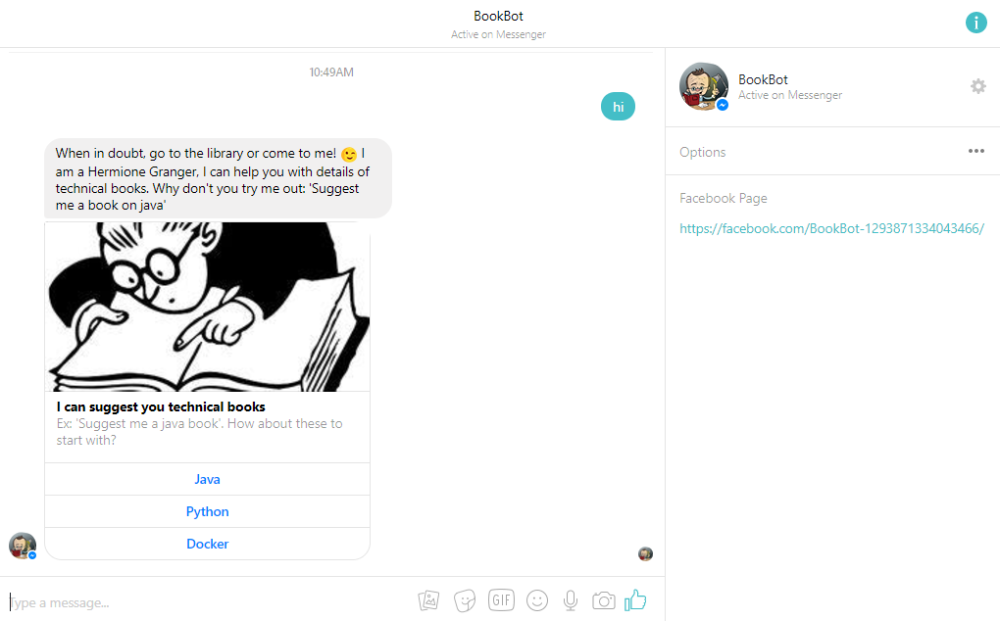 BookBot
Active on Messenger
10:49AM
hi
When in doubt, go to the library or come to me! 😉 I
am a Hermione Granger, I can help you with details of
technical books. Why don't you try me out: 'Suggest
me a book on java'
I can suggest you technical books
Ex: 'Suggest me a java book'. How about these to
start with?
Java
Python
Docker
Type a message...
GIF
BookBot
Active on Messenger
Options
Facebook Page
https://facebook.com/BookBot-1293871334043466/